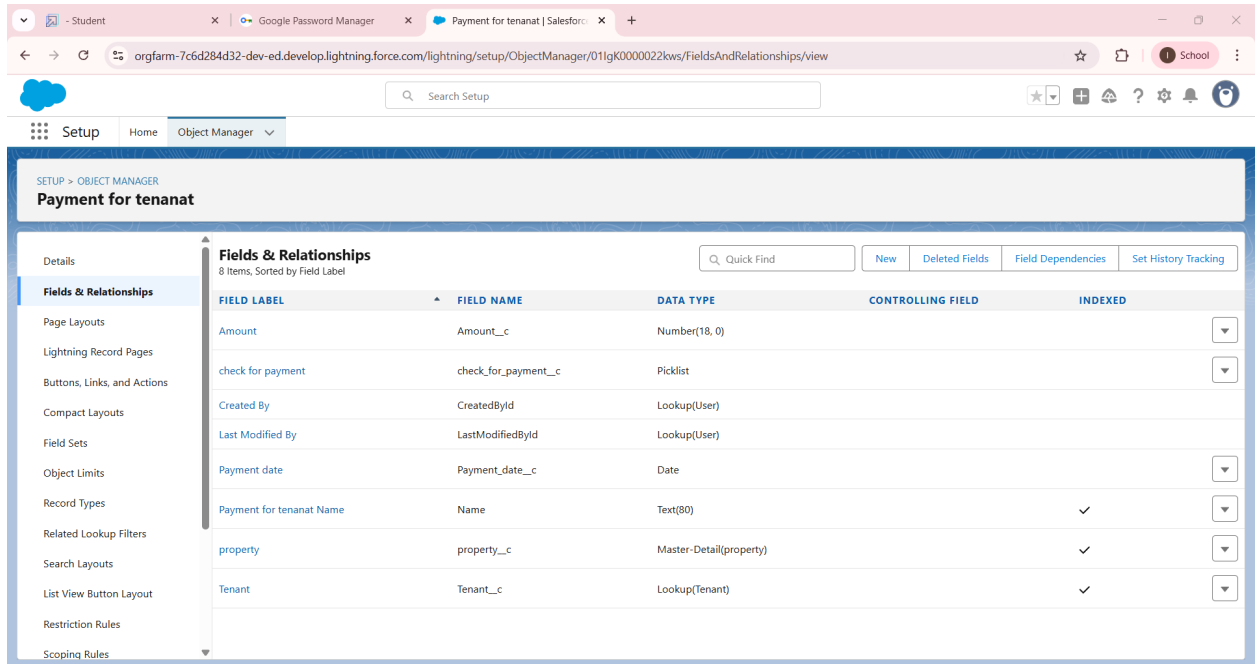 - Student
Google Password Manager
Payment for tenanat | Salesforc
orgfarm-7c6d284d32-dev-ed.develop.lightning.force.com/lightning/setup/ObjectManager/01IgK0000022kws/FieldsAndRelationships/view
I School
Search Setup
Setup Home Object Manager
SETUP > OBJECT MANAGER
Payment for tenanat
Details
Fields & Relationships
Page Layouts
Lightning Record Pages
Buttons, Links, and Actions
Compact Layouts
Field Sets
Object Limits
Record Types
Related Lookup Filters
Search Layouts
List View Button Layout
Restriction Rules
Scoping Rules
Fields & Relationships
8 Items, Sorted by Field Label
Quick Find New Deleted Fields Field Dependencies Set History Tracking
FIELD LABEL FIELD NAME DATA TYPE CONTROLLING FIELD INDEXED
Amount Amount__c Number(18, 0)
check for payment check_for_payment__c Picklist
Created By CreatedById Lookup(User)
Last Modified By LastModifiedById Lookup(User)
Payment date Payment_date__c Date
Payment for tenanat Name Name Text(80)
property property__c Master-Detail(property)
Tenant Tenant__c Lookup(Tenant)